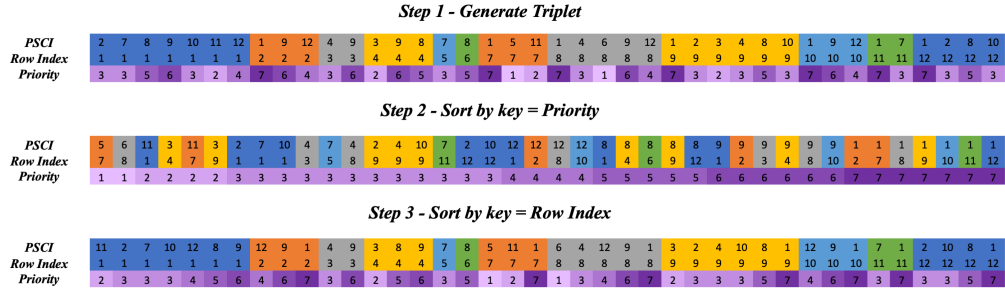 Step 1 - Generate Triplet
PSCI 2 7 8 9 10 11 12 1 9 12 4 9 3 9 8 7 8 1 5 11 1 4 6 9 12 1 2 3 4 8 10 1 9 12 1 7 1 2 8 10
Row Index 1 1 1 1 1 1 1 2 2 2 3 3 4 4 4 5 6 7 7 7 8 8 8 8 8 9 9 9 9 9 9 10 10 10 11 11 12 12 12 12
Priority 3 3 5 6 3 2 4 7 6 4 3 6 2 6 5 3 5 7 1 2 7 3 1 6 4 7 3 2 3 5 3 7 6 4 7 3 7 3 5 3
Step 2 - Sort by key = Priority
PSCI 5 6 11 3 11 3 2 7 10 4 7 4 2 4 10 7 2 10 12 12 12 12 8 8 8 8 8 9 9 9 9 9 9 1 1 1 1 1 1 1
Row Index 7 8 1 4 7 9 1 1 1 3 5 8 9 9 9 11 12 12 1 2 8 10 1 4 6 9 12 1 2 3 4 8 10 2 7 8 9 10 11 12
Priority 1 1 2 2 2 2 3 3 3 3 3 3 3 3 3 3 3 3 4 4 4 4 5 5 5 5 5 6 6 6 6 6 6 7 7 7 7 7 7 7
Step 3 - Sort by key = Row Index
PSCI 11 2 7 10 12 8 9 12 9 1 4 9 3 8 9 7 8 5 11 1 6 4 12 9 1 3 2 4 10 8 1 12 9 1 7 1 2 10 8 1
Row Index 1 1 1 1 1 1 1 2 2 2 3 3 4 4 4 5 6 7 7 7 8 8 8 8 8 9 9 9 9 9 9 10 10 10 11 11 12 12 12 12
Priority 2 3 3 3 4 5 6 4 6 7 3 6 2 5 6 3 5 1 2 7 1 3 4 6 7 2 3 3 3 5 7 4 6 7 3 7 3 3 5 7